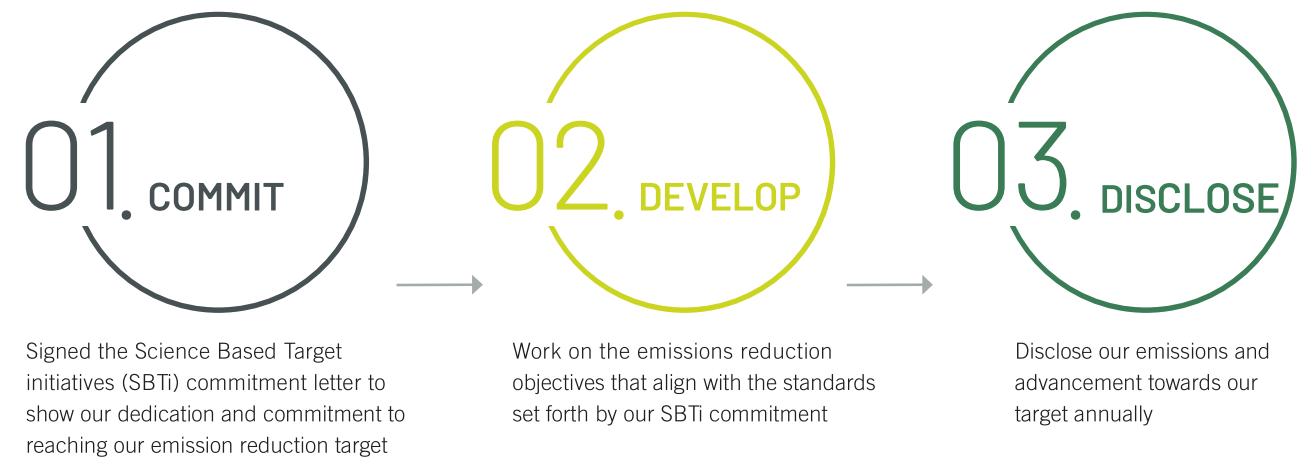 01. COMMIT
Signed the Science Based Target
initiatives (SBTi) commitment letter to
show our dedication and commitment to
reaching our emission reduction target
02. DEVELOP
Work on the emissions reduction
objectives that align with the standards
set forth by our SBTi commitment
03. DISCLOSE
Disclose our emissions and
advancement towards our
target annually